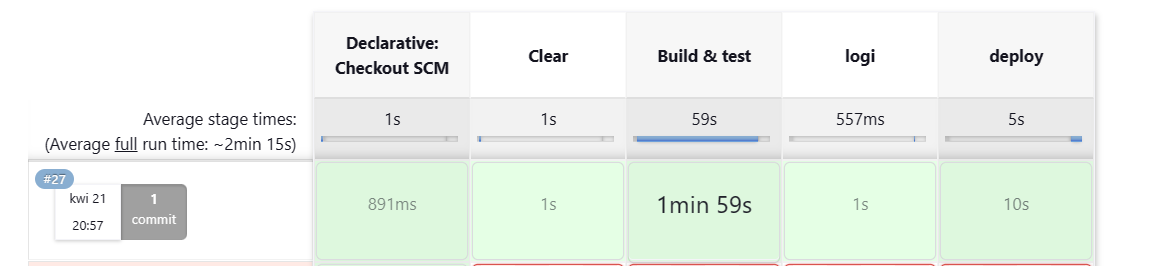 Declarative:
Checkout SCM
Clear
Build & test
logi
deploy
Average stage times:
(Average full run time: ~2min 15s)
1s
1s
59s
557ms
5s
#27
kwi 21
20:57
1
commit
891ms
1s
1min 59s
1s
10s